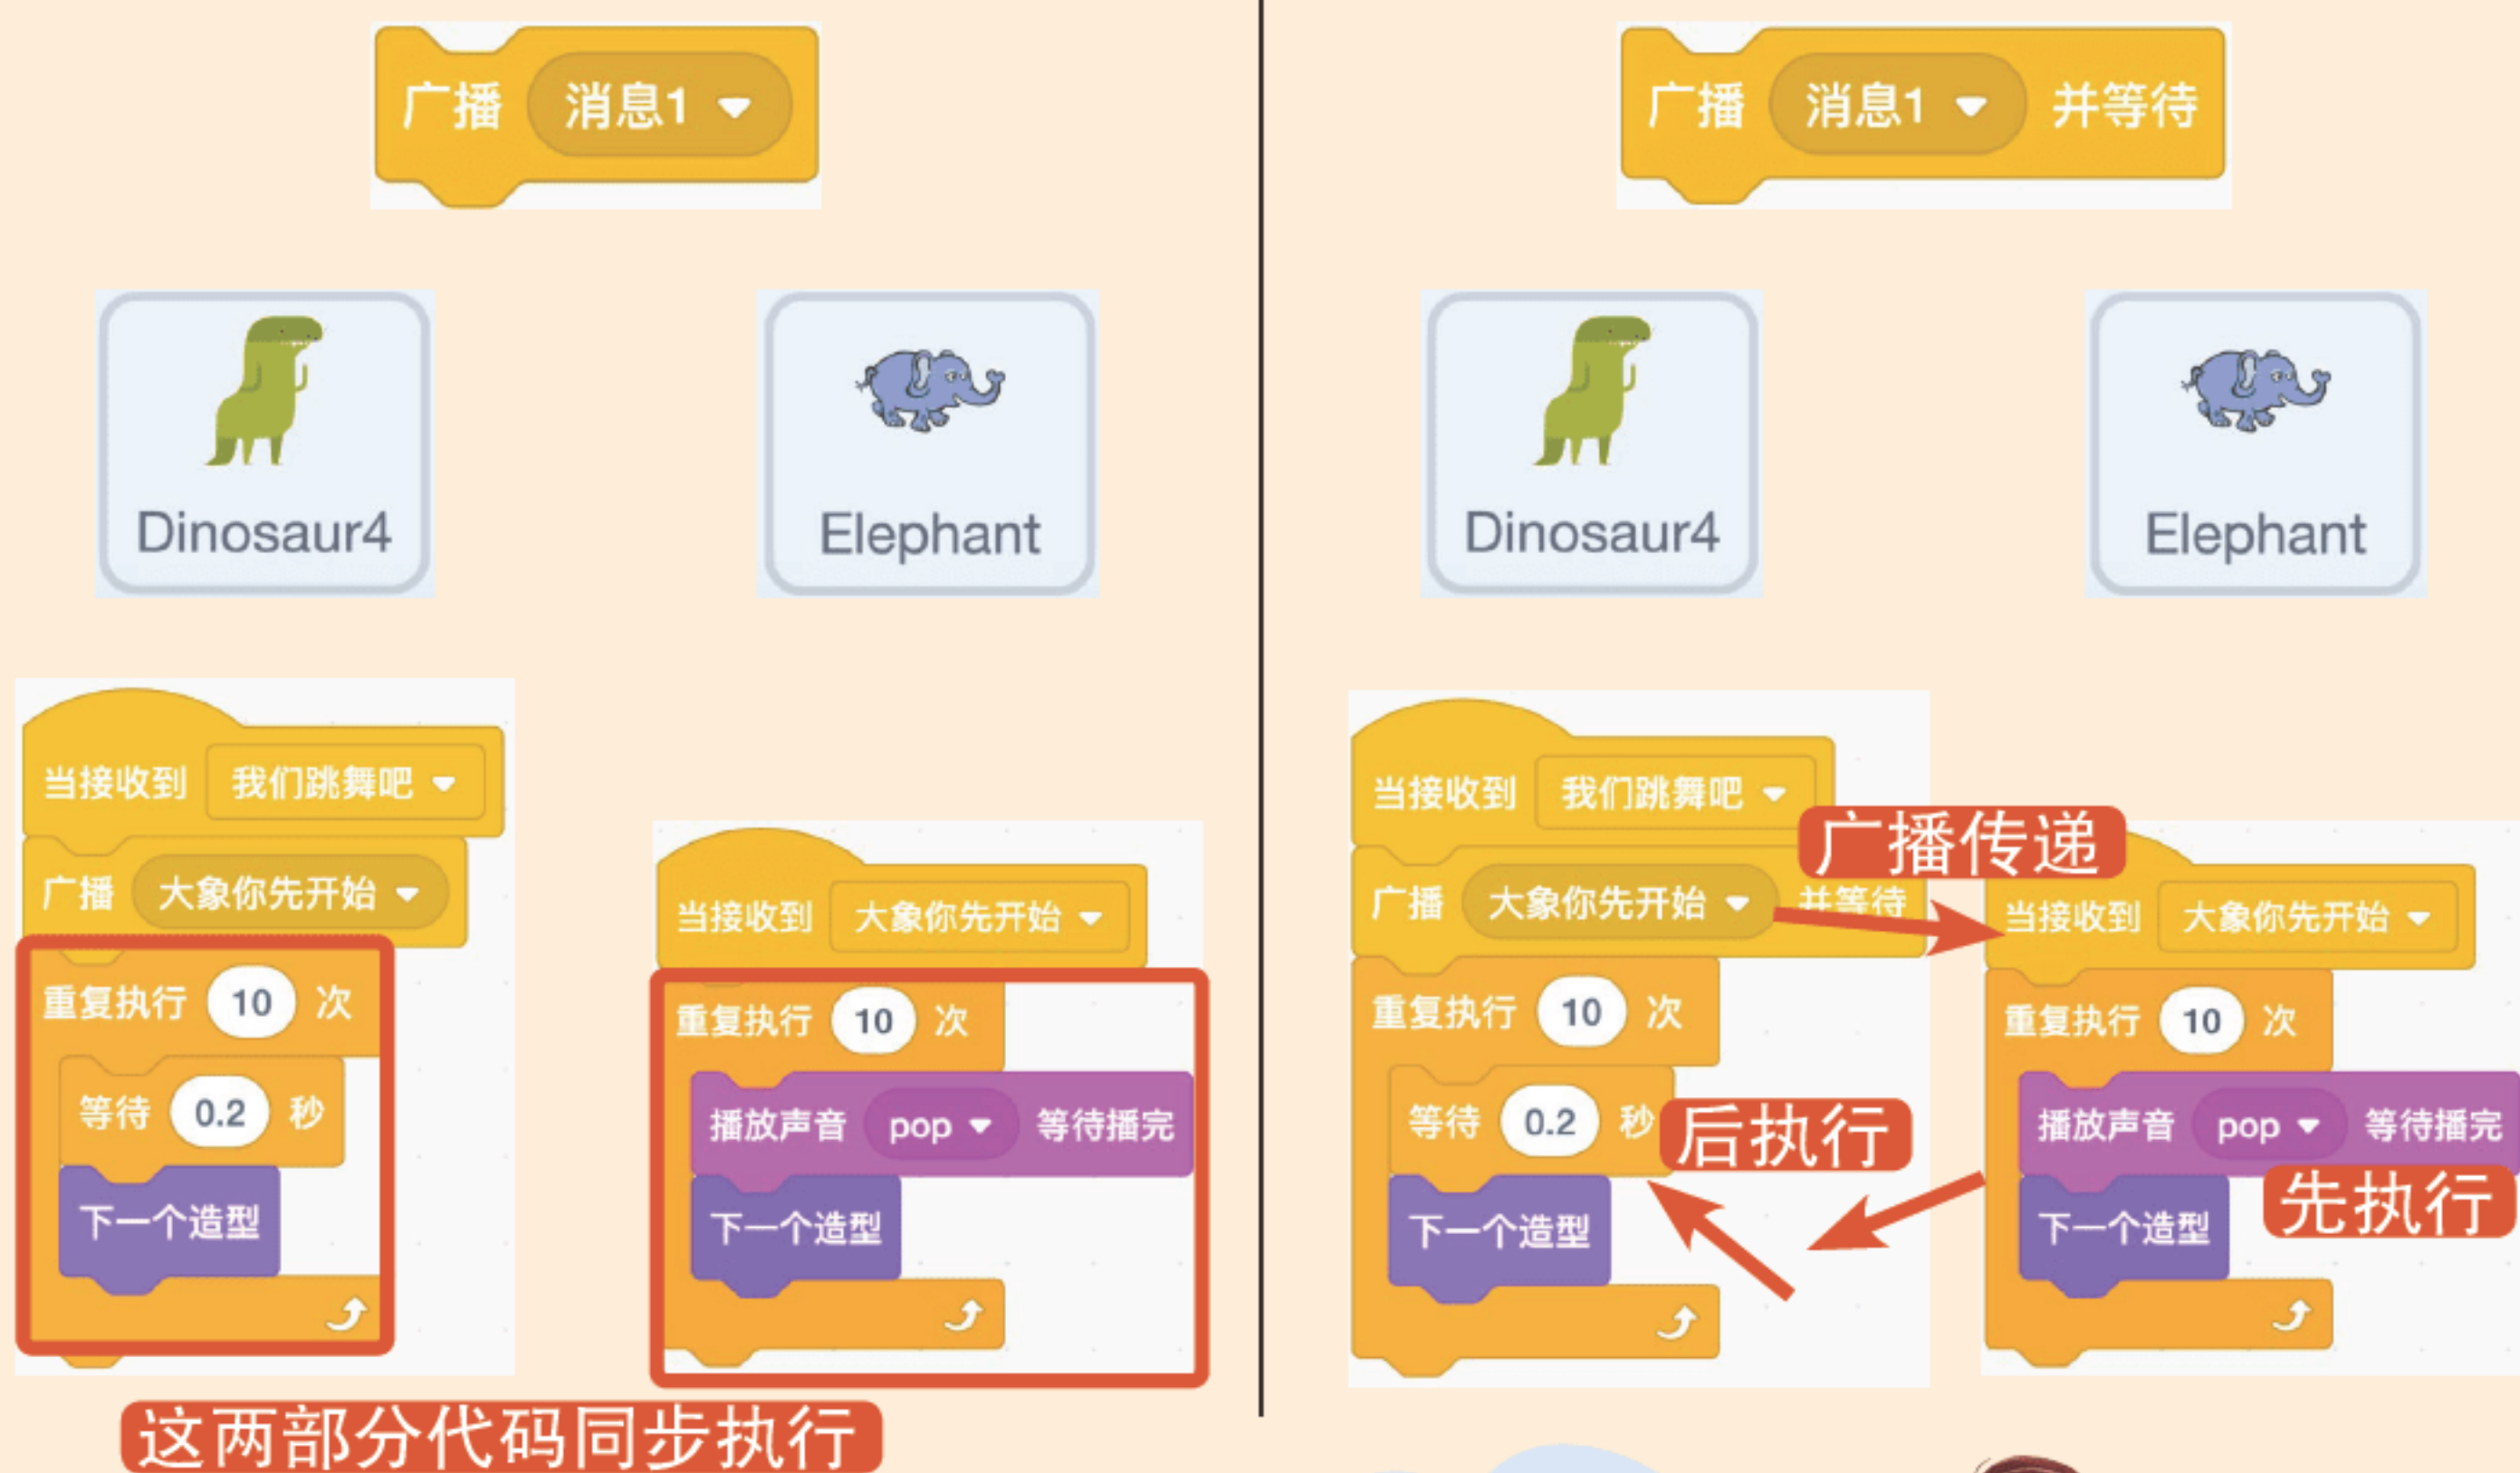 广播 消息1
广播 消息1 并等待
Dinosaur4
Elephant
Dinosaur4
Elephant
当接收到 我们跳舞吧
广播 大象你先开始
重复执行 10 次
等待 0.2 秒
下一个造型
当接收到 大象你先开始
重复执行 10 次
播放声音 pop 等待播完
下一个造型
这两部分代码同步执行
当接收到 我们跳舞吧
广播传递
广播 大象你先开始 并等待
重复执行 10 次
等待 0.2 秒
后执行
下一个造型
当接收到 大象你先开始
重复执行 10 次
播放声音 pop 等待播完
先执行
下一个造型